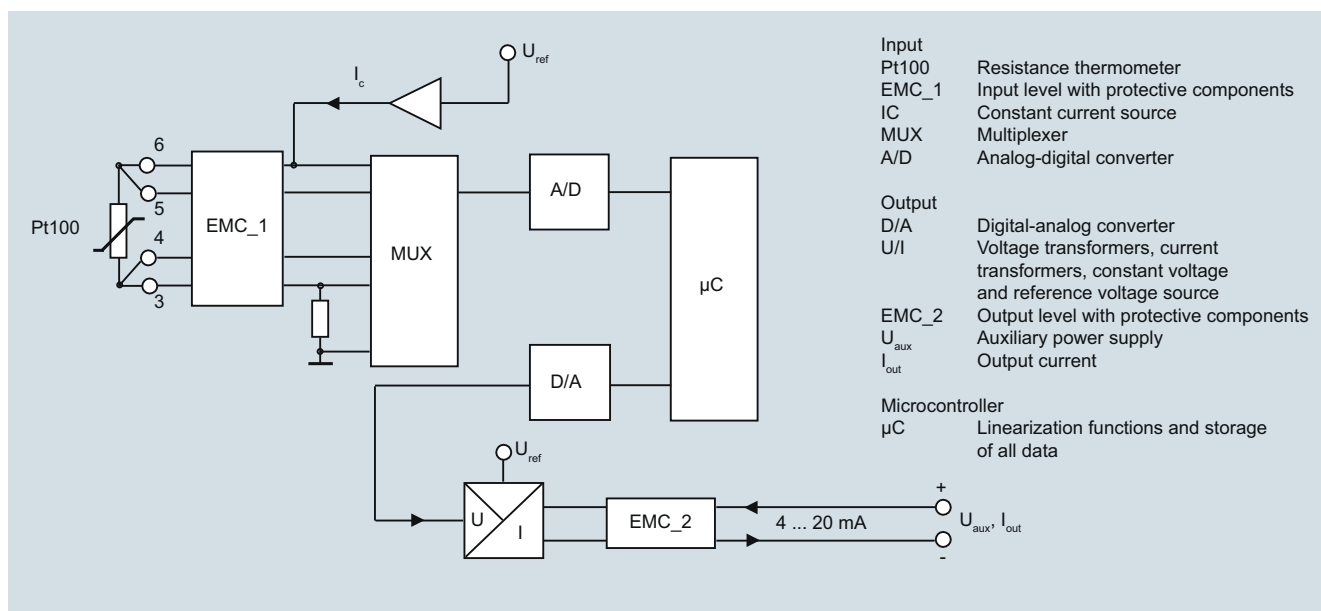 U_ref
I_c
6
5
Pt100
4
3
EMC_1
MUX
A/D
µC
D/A
U_ref
U
I
EMC_2
4 ... 20 mA
+
U_aux, I_out
-
Input
Pt100 Resistance thermometer
EMC_1 Input level with protective components
IC Constant current source
MUX Multiplexer
A/D Analog-digital converter
Output
D/A Digital-analog converter
U/I Voltage transformers, current
transformers, constant voltage
and reference voltage source
EMC_2 Output level with protective components
U_aux Auxiliary power supply
I_out Output current
Microcontroller
µC Linearization functions and storage
of all data